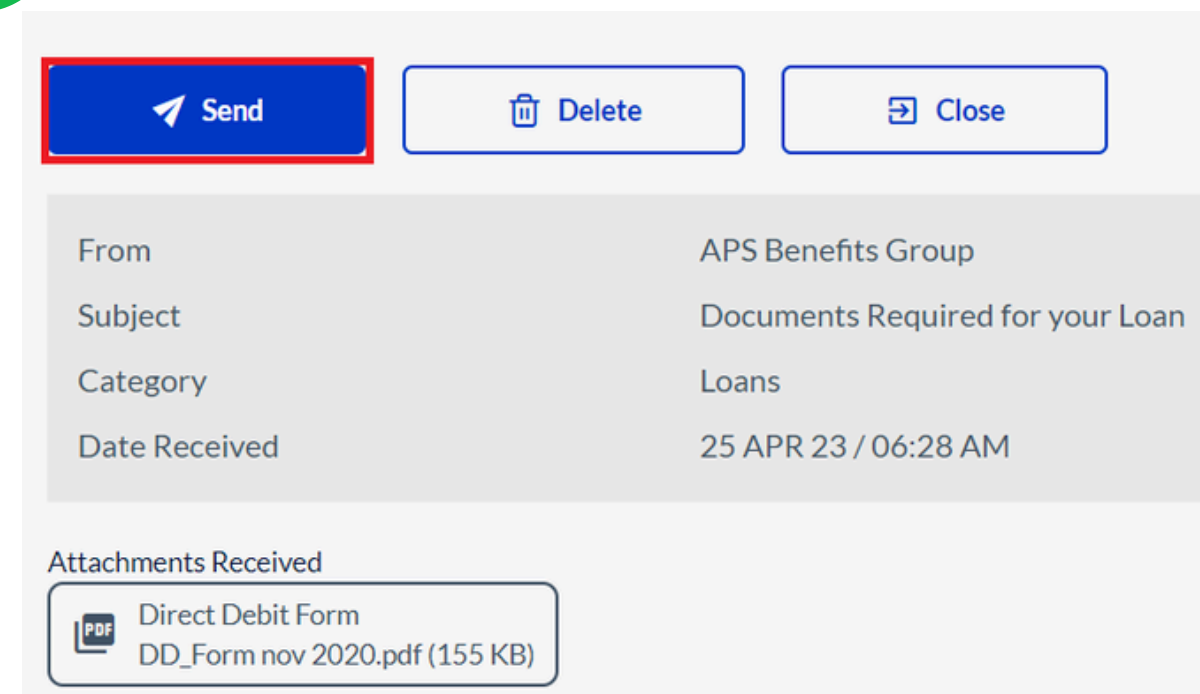 Send Delete Close
From APS Benefits Group
Subject Documents Required for your Loan
Category Loans
Date Received 25 APR 23 / 06:28 AM
Attachments Received
PDF
Direct Debit Form
DD_Form nov 2020.pdf (155 KB)